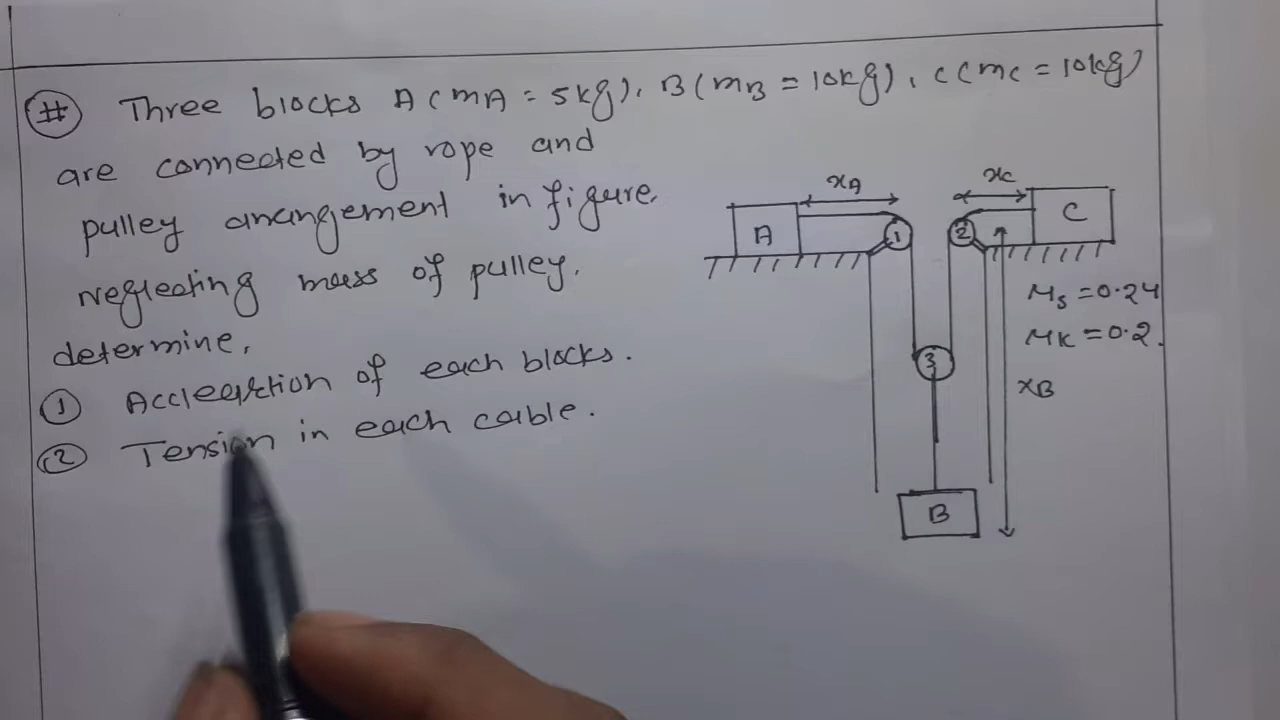 # Three blocks A(mA = 5kg), B(mB = 10kg), C(mC = 10kg)
are connected by rope and
pulley arrangement in figure.
neglecting mass of pulley.
determine,
① Accleartion of each blocks.
② Tension in each cable.
xA
xC
A
1
2
C
μs = 0.24
μk = 0.2.
3
xB
B